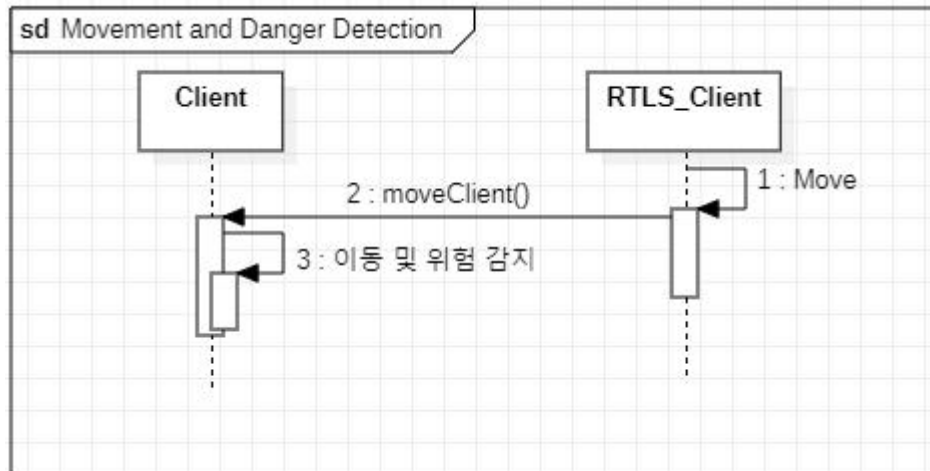 sd Movement and Danger Detection
Client
RTLS_Client
1 : Move
2 : moveClient()
3 : 이동 및 위험 감지